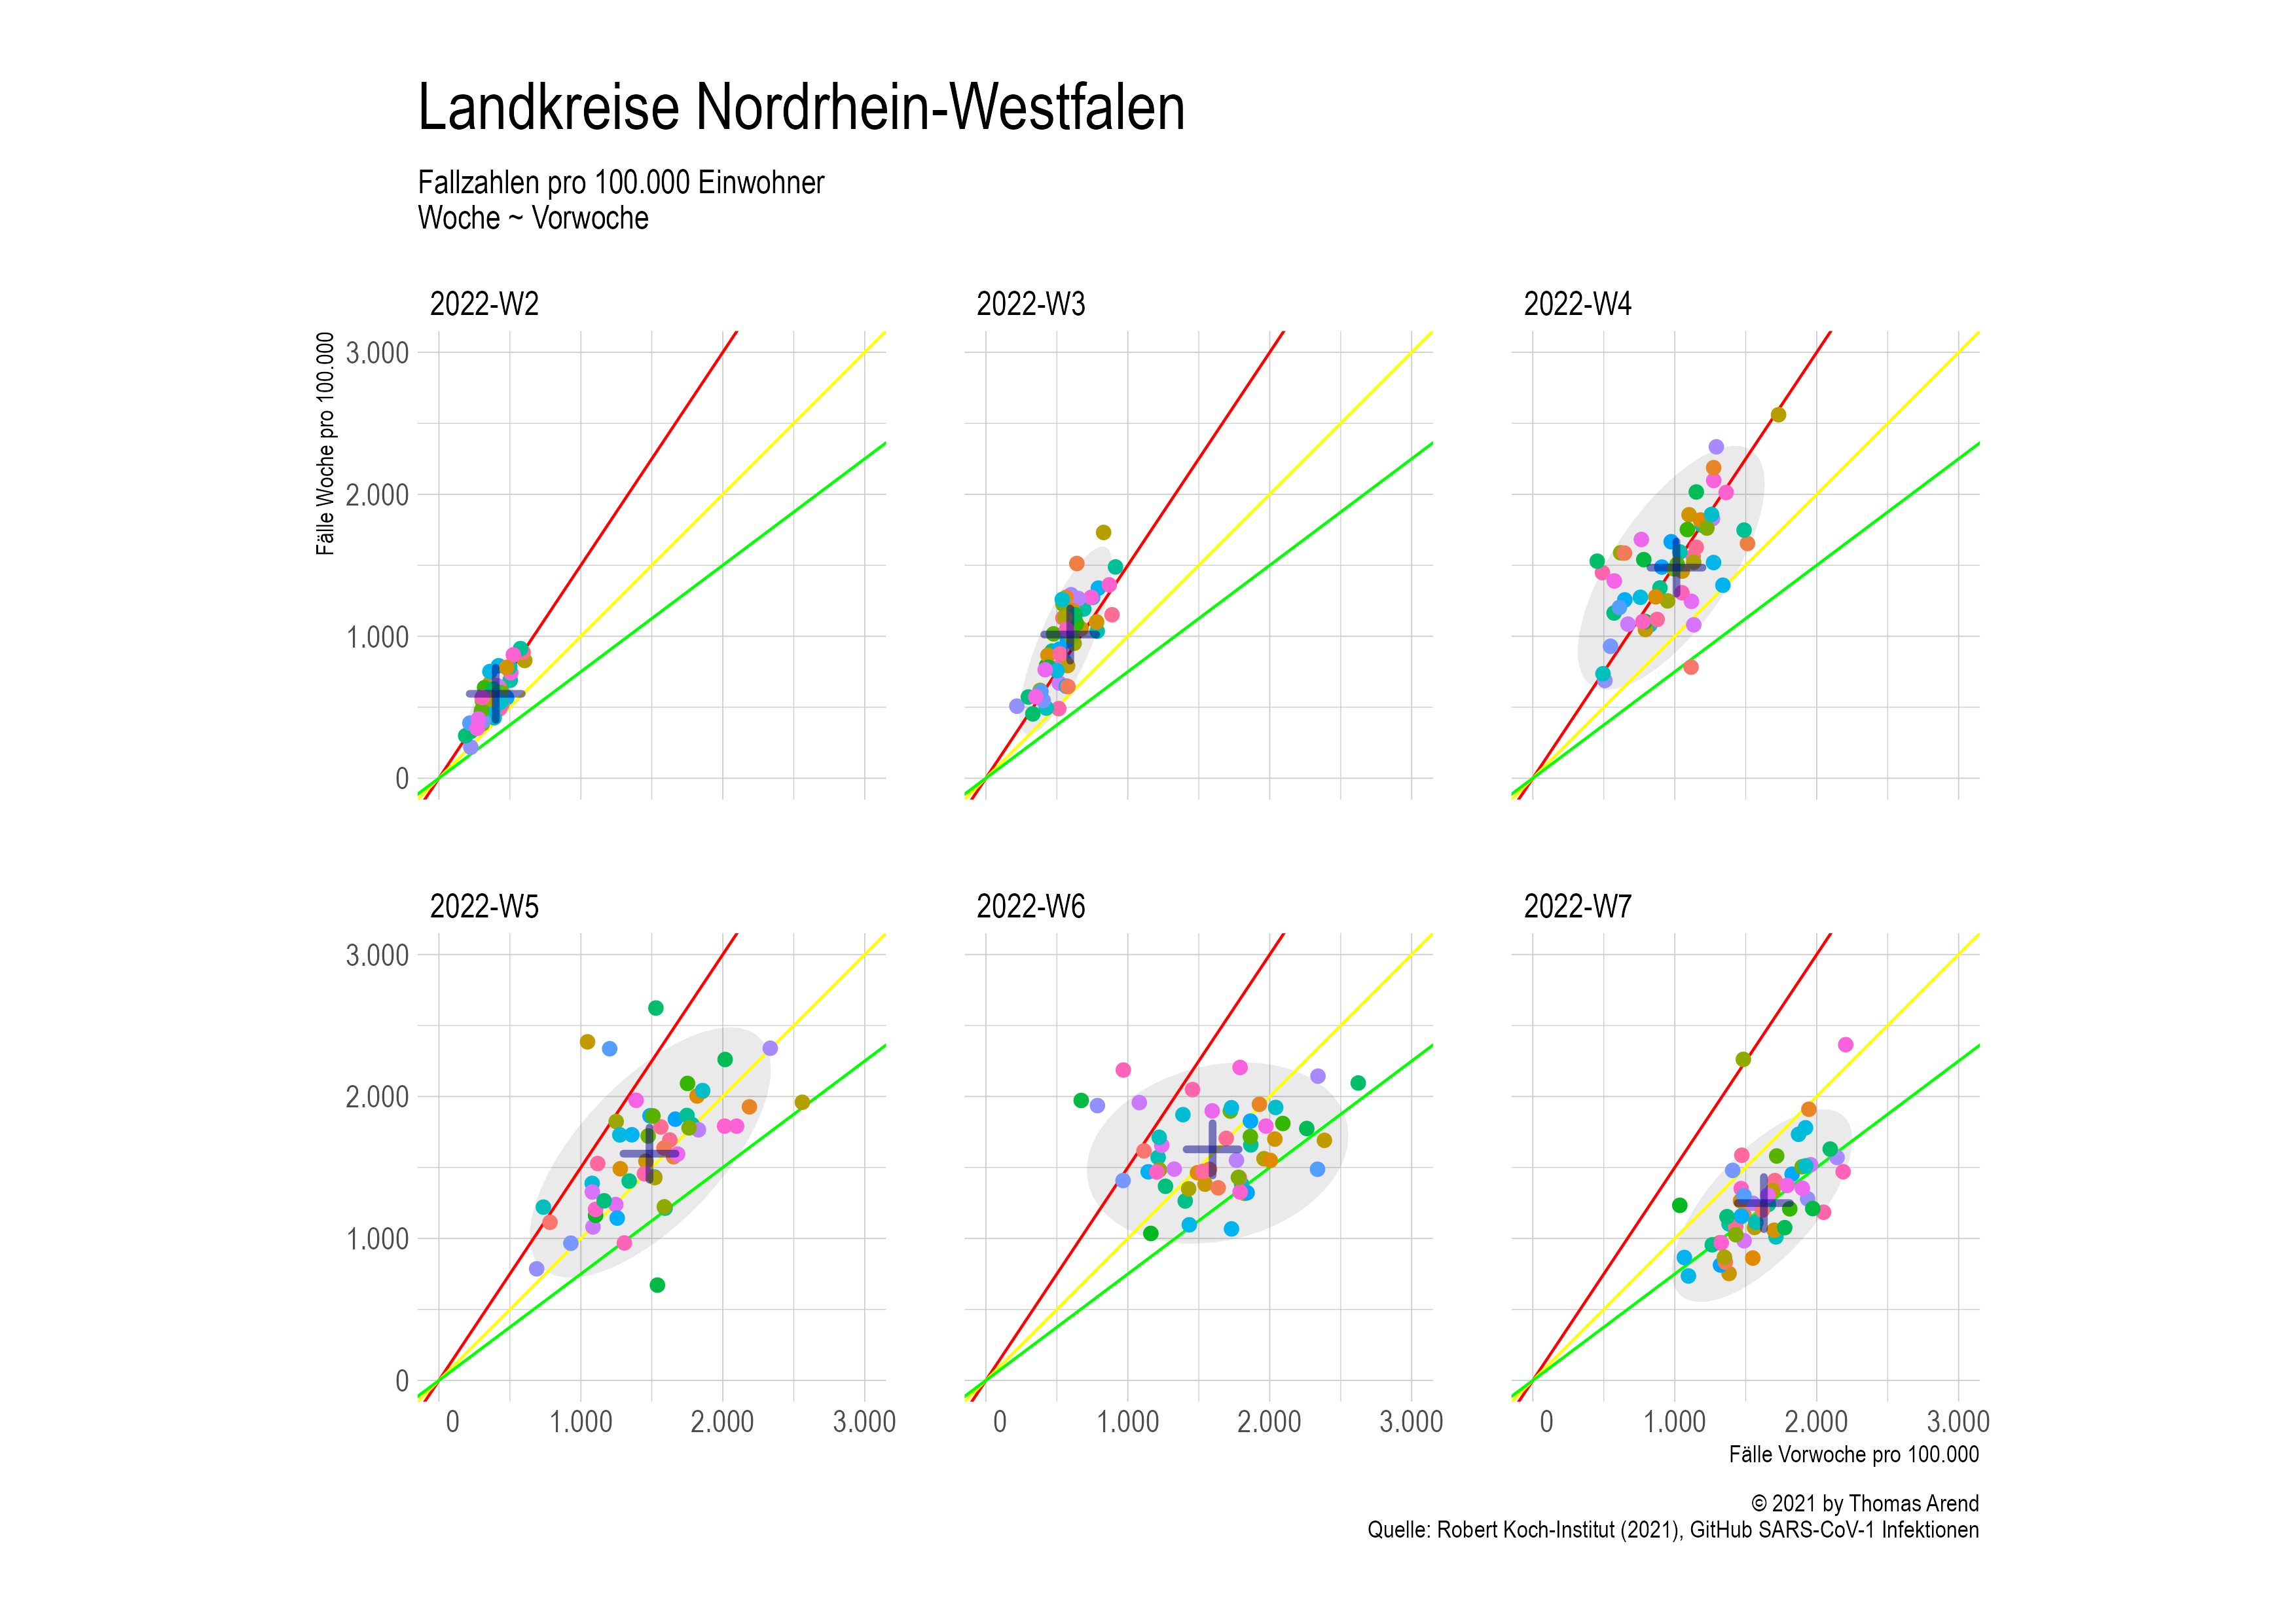 Landkreise Nordrhein-Westfalen
Fallzahlen pro 100.000 Einwohner
Woche ~ Vorwoche
2022-W2
2022-W3
2022-W4
Fälle Woche pro 100.000
3.000
2.000
1.000
0
2022-W5
2022-W6
2022-W7
3.000
2.000
1.000
0
0 1.000 2.000 3.000
0 1.000 2.000 3.000
0 1.000 2.000 3.000
Fälle Vorwoche pro 100.000
© 2021 by Thomas Arend
Quelle: Robert Koch-Institut (2021), GitHub SARS-CoV-1 Infektionen